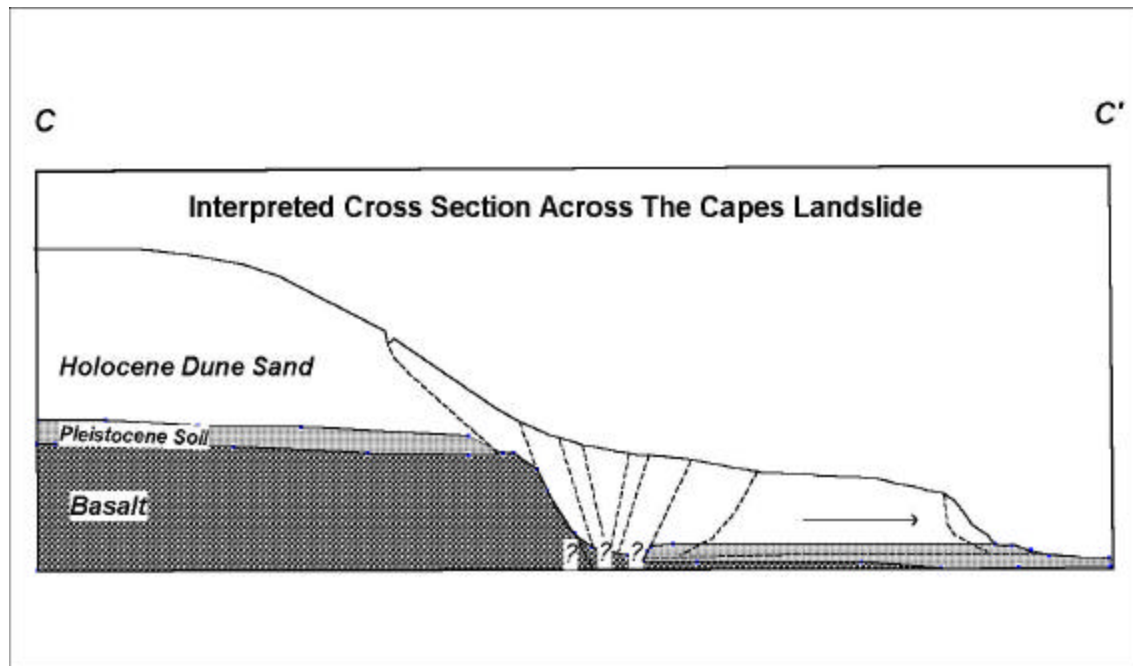 C
C'
Interpreted Cross Section Across The Capes Landslide
Holocene Dune Sand
Pleistocene Soil
Basalt
? ? ?